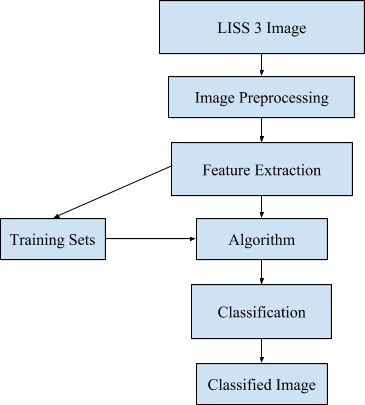 LISS 3 Image
Image Preprocessing
Feature Extraction
Training Sets
Algorithm
Classification
Classified Image